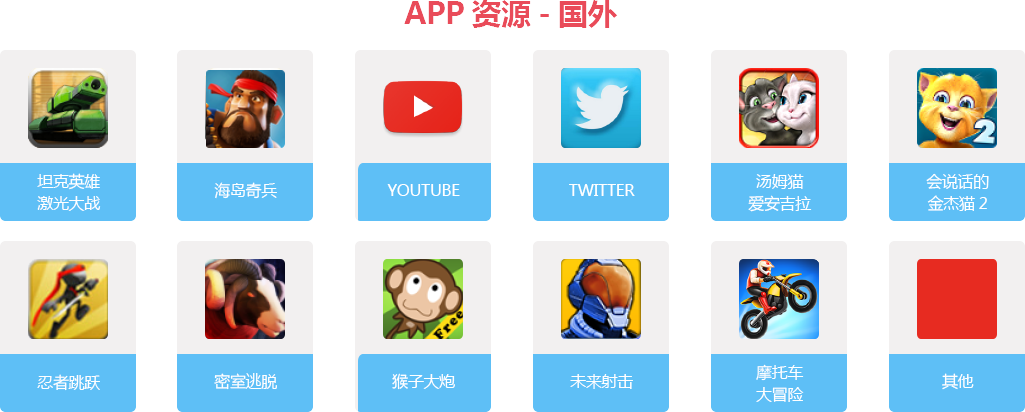 APP 资源 - 国外
坦克英雄
激光大战
海岛奇兵
YOUTUBE
TWITTER
汤姆猫
爱安吉拉
2
会说话的
金杰猫 2
忍者跳跃
密室逃脱
Free
猴子大炮
未来射击
摩托车
大冒险
其他